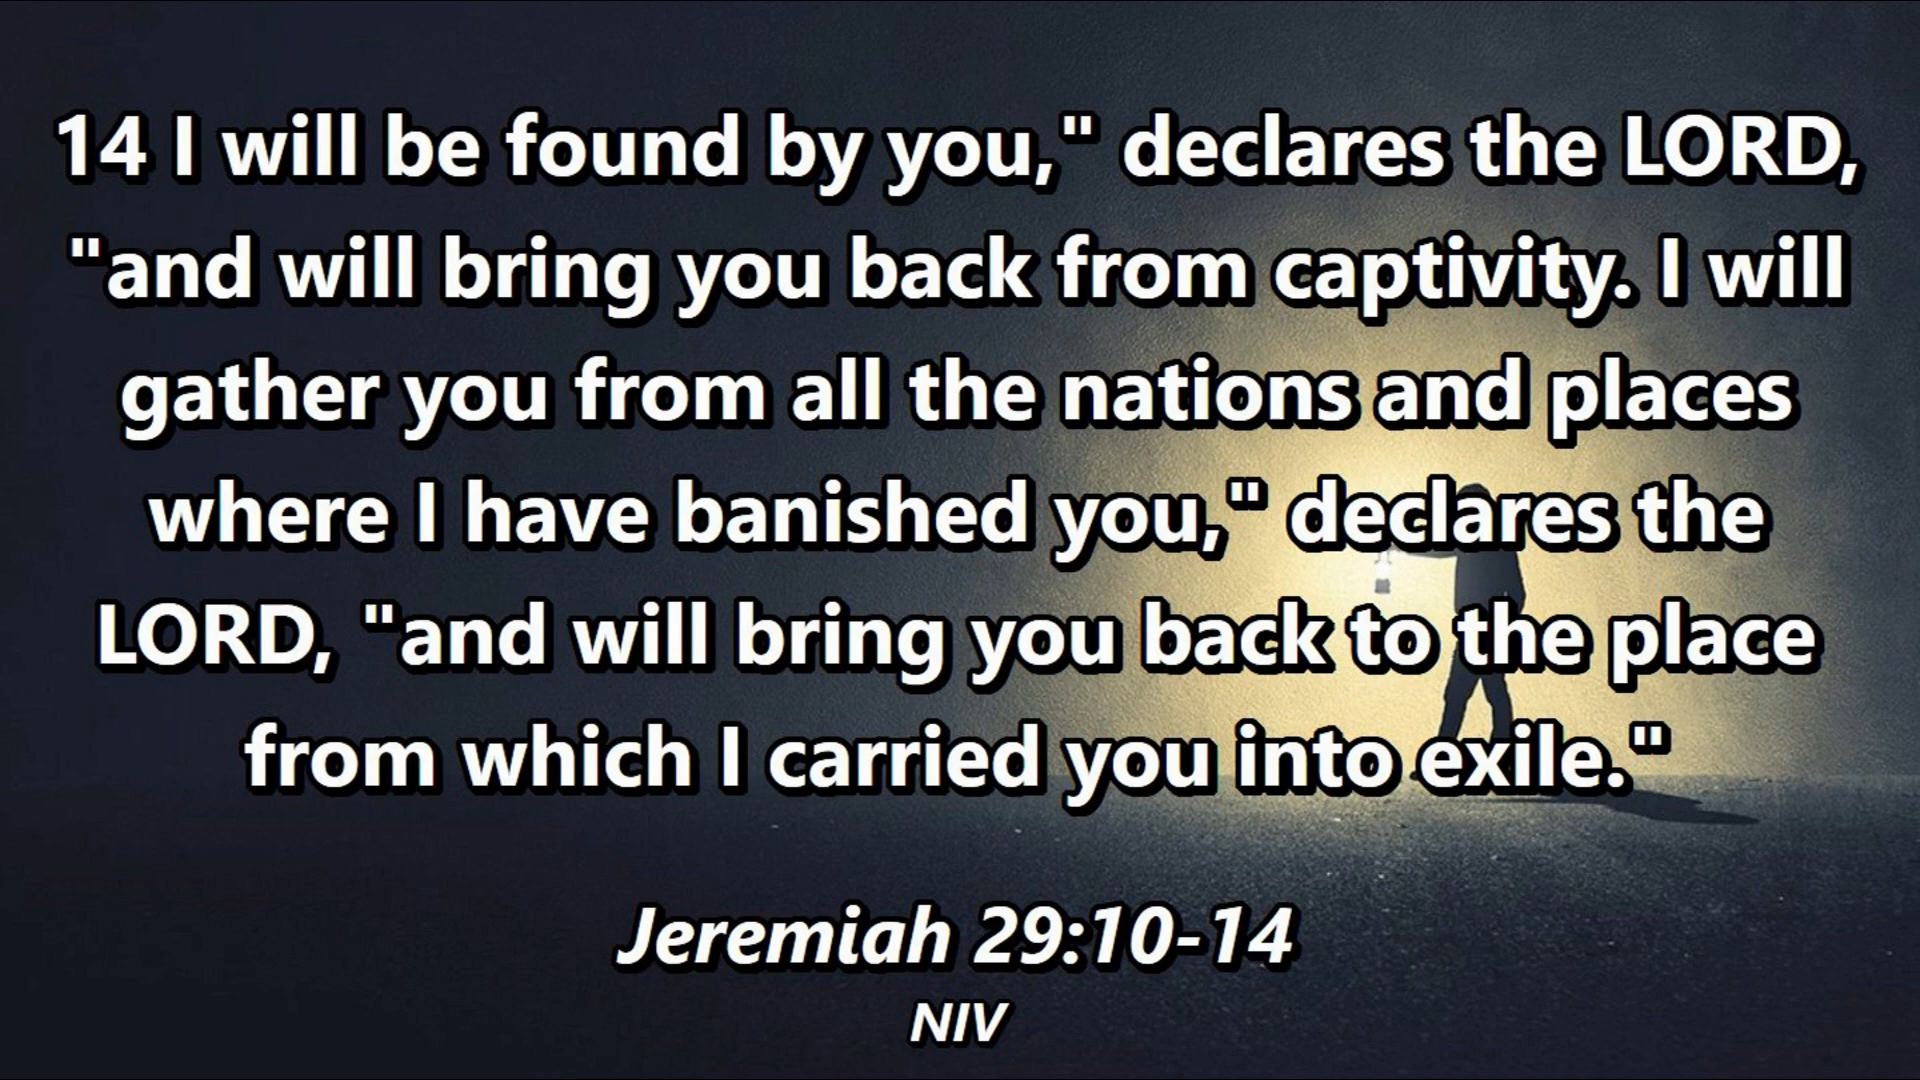 14 I will be found by you," declares the LORD,
"and will bring you back from captivity. I will
gather you from all the nations and places
where I have banished you," declares the
LORD, "and will bring you back to the place
from which I carried you into exile."
Jeremiah 29:10-14
NIV